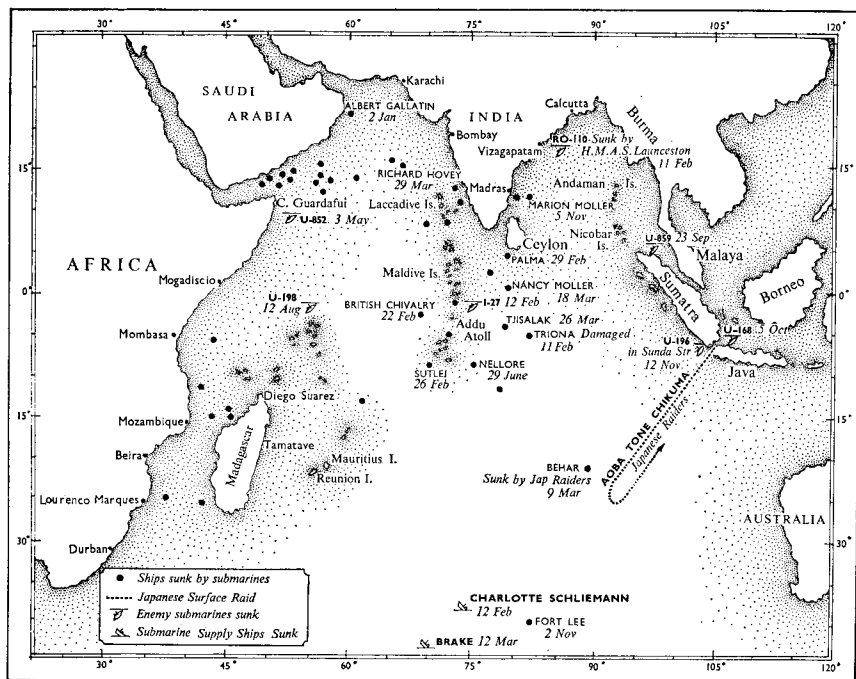 30° 45° 60° 75° 90° 105° 120°
SAUDI
ARABIA
Karachi
ALBERT GALLATIN
2 Jan
INDIA
Calcutta
Burma
Bombay
Vizagapatam
RO-110 Sunk by
H.M.A.S. Launceston
11 Feb
15°
15°
RICHARD HOVEY
29 Mar
Madras
Andaman Is.
C. Guardafui
Laccadive Is.
MARION MOLLER
5 Nov
U-852. 3 May
Nicobar
Is.
Ceylon
U-859 23 Sep
Malaya
AFRICA
PALMA 29 Feb
Maldive Is.
Mogadiscio
Sumatra
Borneo
0°
0°
U-198
12 Aug
NANCY MOLLER
18 Mar
BRITISH CHIVALRY
22 Feb
I-27 12 Feb
Addu
Atoll
TJISALAK 26 Mar
TRIONA Damaged
11 Feb
Mombasa
U-168 5 Oct
U-196
in Sunda Str
12 Nov.
Java
SUTLEJ
26 Feb
NELLORE
29 June
Diego Suarez
15°
15°
Mozambique
Madagascar
Tamatave
Beira
Mauritius I.
Reunion I.
AOBA TONE CHIKUMA
Japanese Raiders
BEHAR
Sunk by Jap Raiders
9 Mar
Lourenco Marques
AUSTRALIA
30°
30°
Durban
Ships sunk by submarines
Japanese Surface Raid
Enemy submarines sunk
Submarine Supply Ships Sunk
CHARLOTTE SCHLIEMANN
12 Feb
FORT LEE
2 Nov
BRAKE 12 Mar
30° 45° 60° 75° 90° 105° 120°